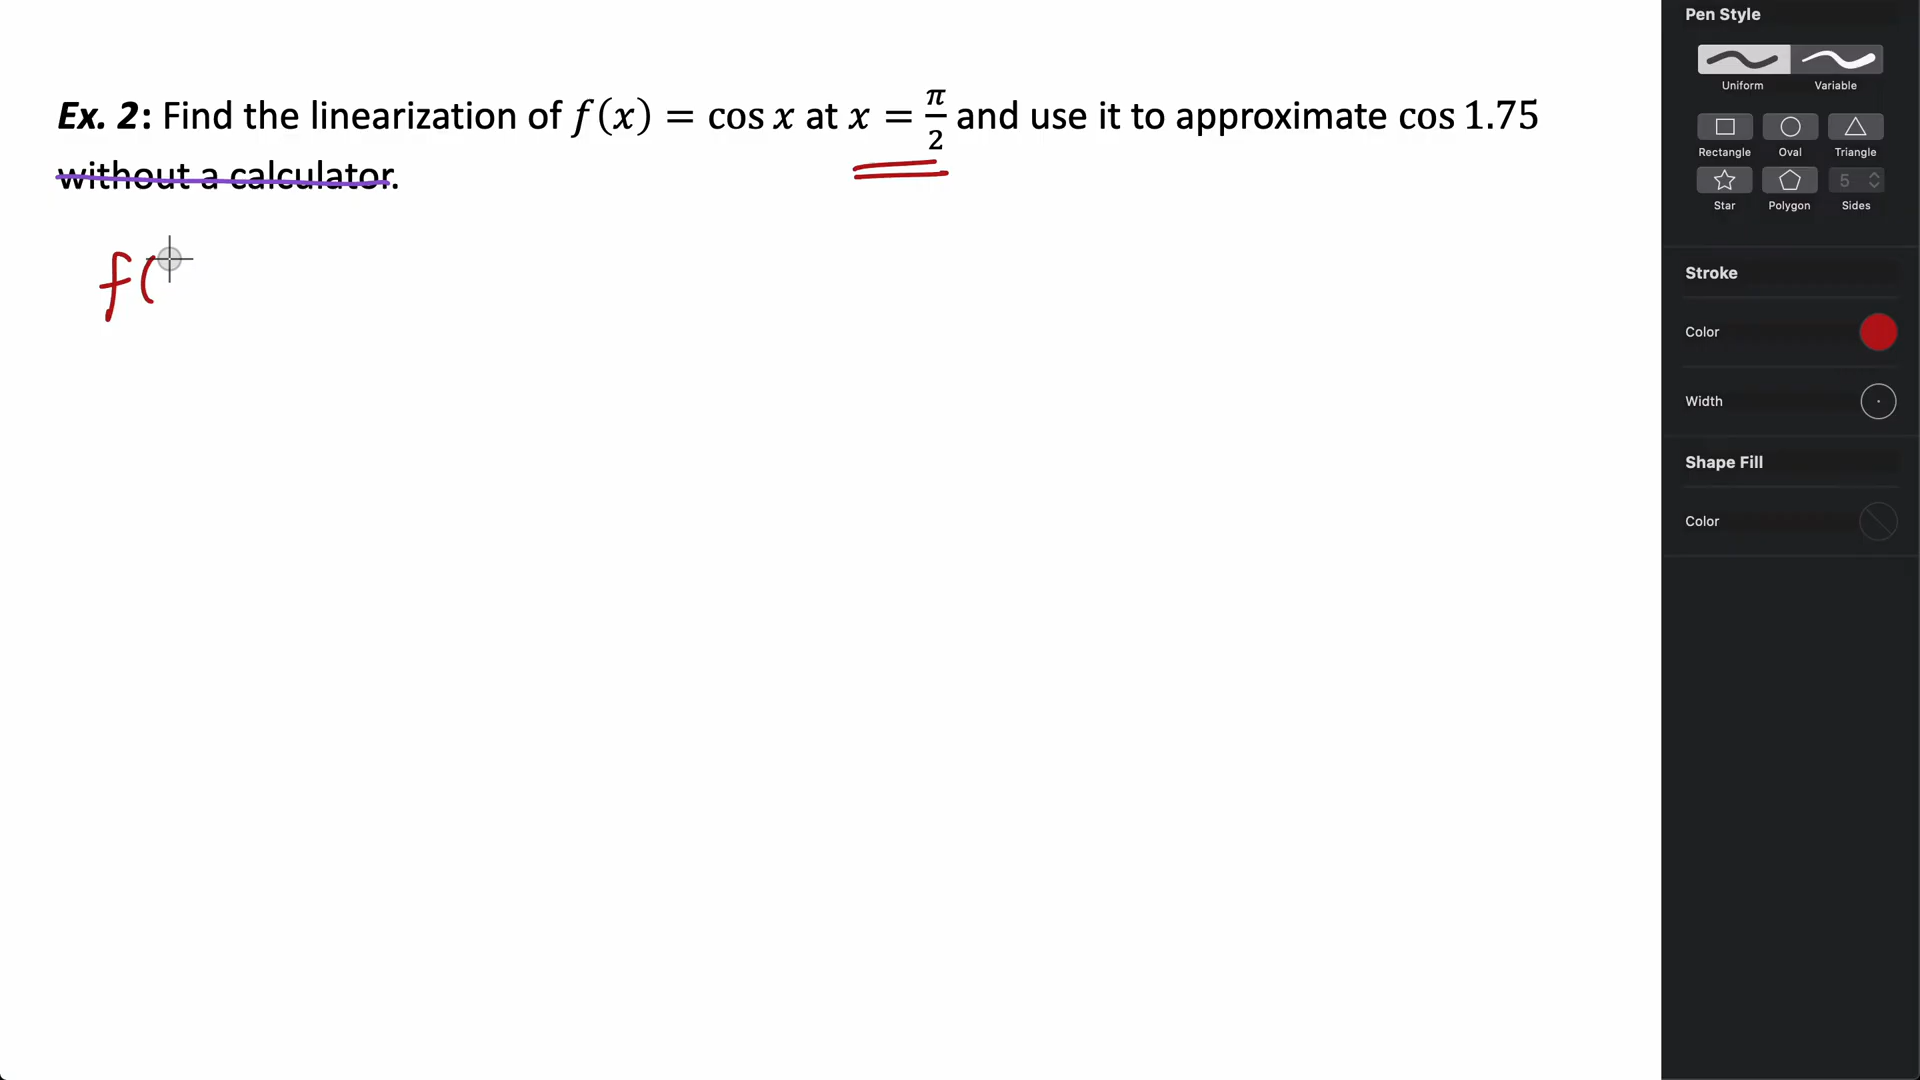 Ex. 2: Find the linearization of f(x) = cos x at x = π/2 and use it to approximate cos 1.75
without a calculator.
f(
Pen Style
Uniform Variable
Rectangle Oval Triangle
5
Star Polygon Sides
Stroke
Color
Width
Shape Fill
Color